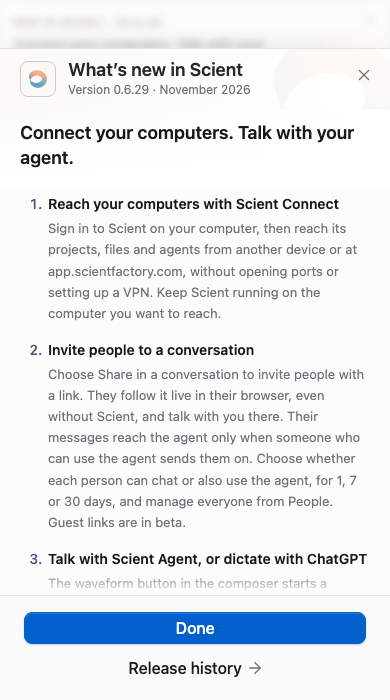 What's new in Scient
Version 0.6.29 · November 2026
Connect your computers. Talk with your
agent.
1. Reach your computers with Scient Connect
Sign in to Scient on your computer, then reach its
projects, files and agents from another device or at
app.scientfactory.com, without opening ports or
setting up a VPN. Keep Scient running on the
computer you want to reach.
2. Invite people to a conversation
Choose Share in a conversation to invite people with
a link. They follow it live in their browser, even
without Scient, and talk with you there. Their
messages reach the agent only when someone who
can use the agent sends them on. Choose whether
each person can chat or also use the agent, for 1, 7
or 30 days, and manage everyone from People.
Guest links are in beta.
3. Talk with Scient Agent, or dictate with ChatGPT
The waveform button in the composer starts a
Done
Release history →